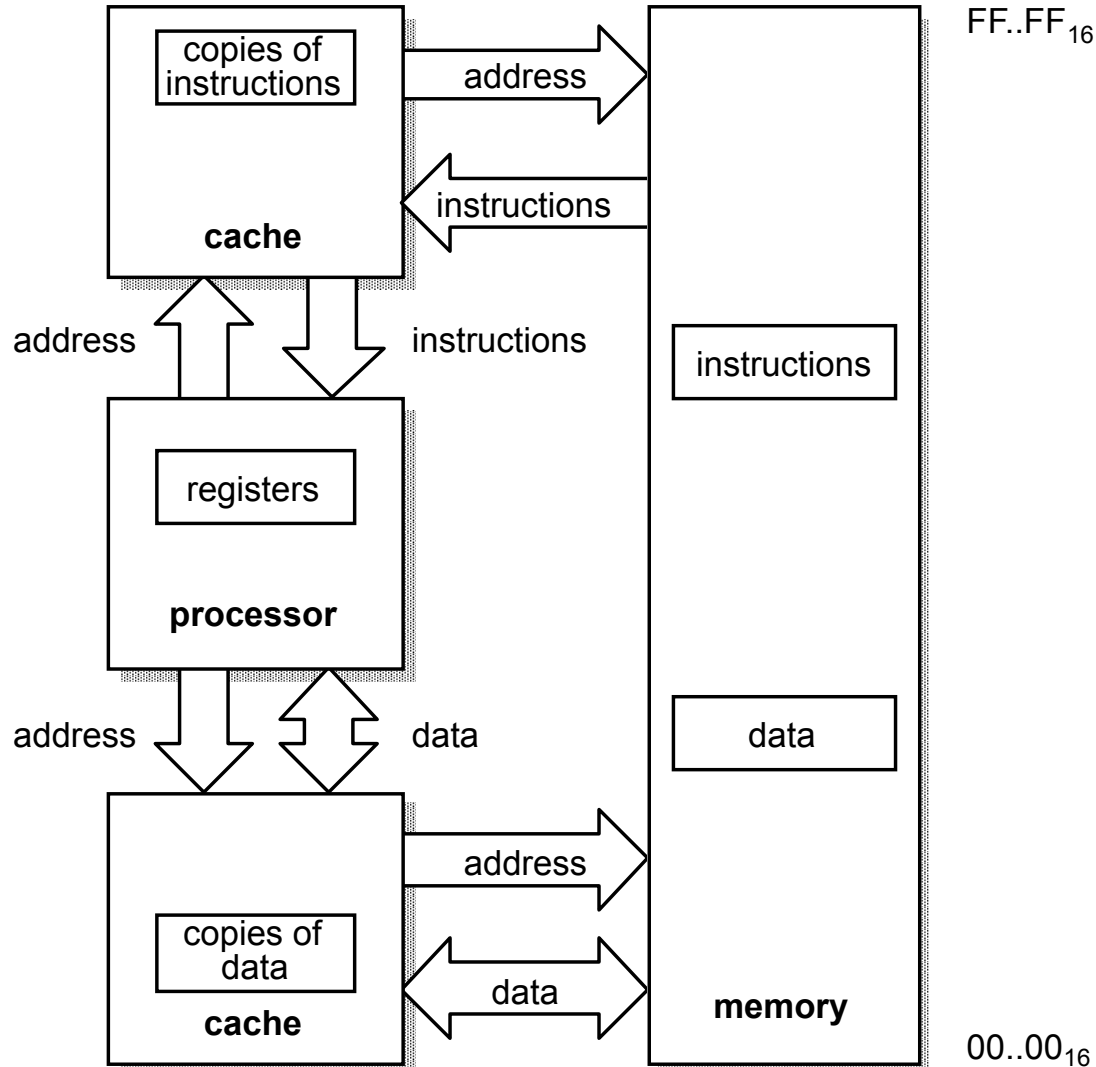 copies of
instructions
cache
address
instructions
FF..FF₁₆
address
instructions
instructions
registers
processor
address
data
data
address
copies of
data
cache
data
memory
00..00₁₆